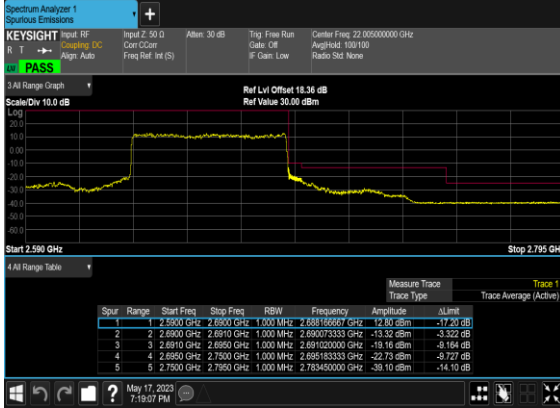 Spectrum Analyzer 1
Spurious Emissions
+
KEYSIGHT Input: RF
R T Coupling: DC
Align: Auto
Input Z: 50 Ω
Corr CCorr
Freq Ref: Int (S)
Atten: 30 dB
Trig: Free Run
Gate: Off
IF Gain: Low
Center Freq: 22.005000000 GHz
Avg|Hold: 100/100
Radio Std: None
PASS
3 All Range Graph
Ref Lvl Offset 18.36 dB
Scale/Div 10.0 dB Ref Value 30.00 dBm
Log
20.0
10.0
0.00
-10.0
-20.0
-30.0
-40.0
-50.0
-60.0
Start 2.590 GHz Stop 2.795 GH
4 All Range Table
Measure Trace Trace 1
Trace Type Trace Average (Active)
Spur Range Start Freq Stop Freq RBW Frequency Amplitude ΔLimit
1 1 2.5900 GHz 2.6900 GHz 1.000 MHz 2.688166667 GHz 12.80 dBm -17.20 dB
2 2 2.6900 GHz 2.6910 GHz 1.000 MHz 2.690073333 GHz -13.32 dBm -3.322 dB
3 3 2.6910 GHz 2.6950 GHz 1.000 MHz 2.691020000 GHz -19.16 dBm -9.164 dB
4 4 2.6950 GHz 2.7500 GHz 1.000 MHz 2.695183333 GHz -22.73 dBm -9.727 dB
5 5 2.7500 GHz 2.7950 GHz 1.000 MHz 2.783450000 GHz -39.10 dBm -14.10 dB
?
May 17, 2023
7:19:07 PM